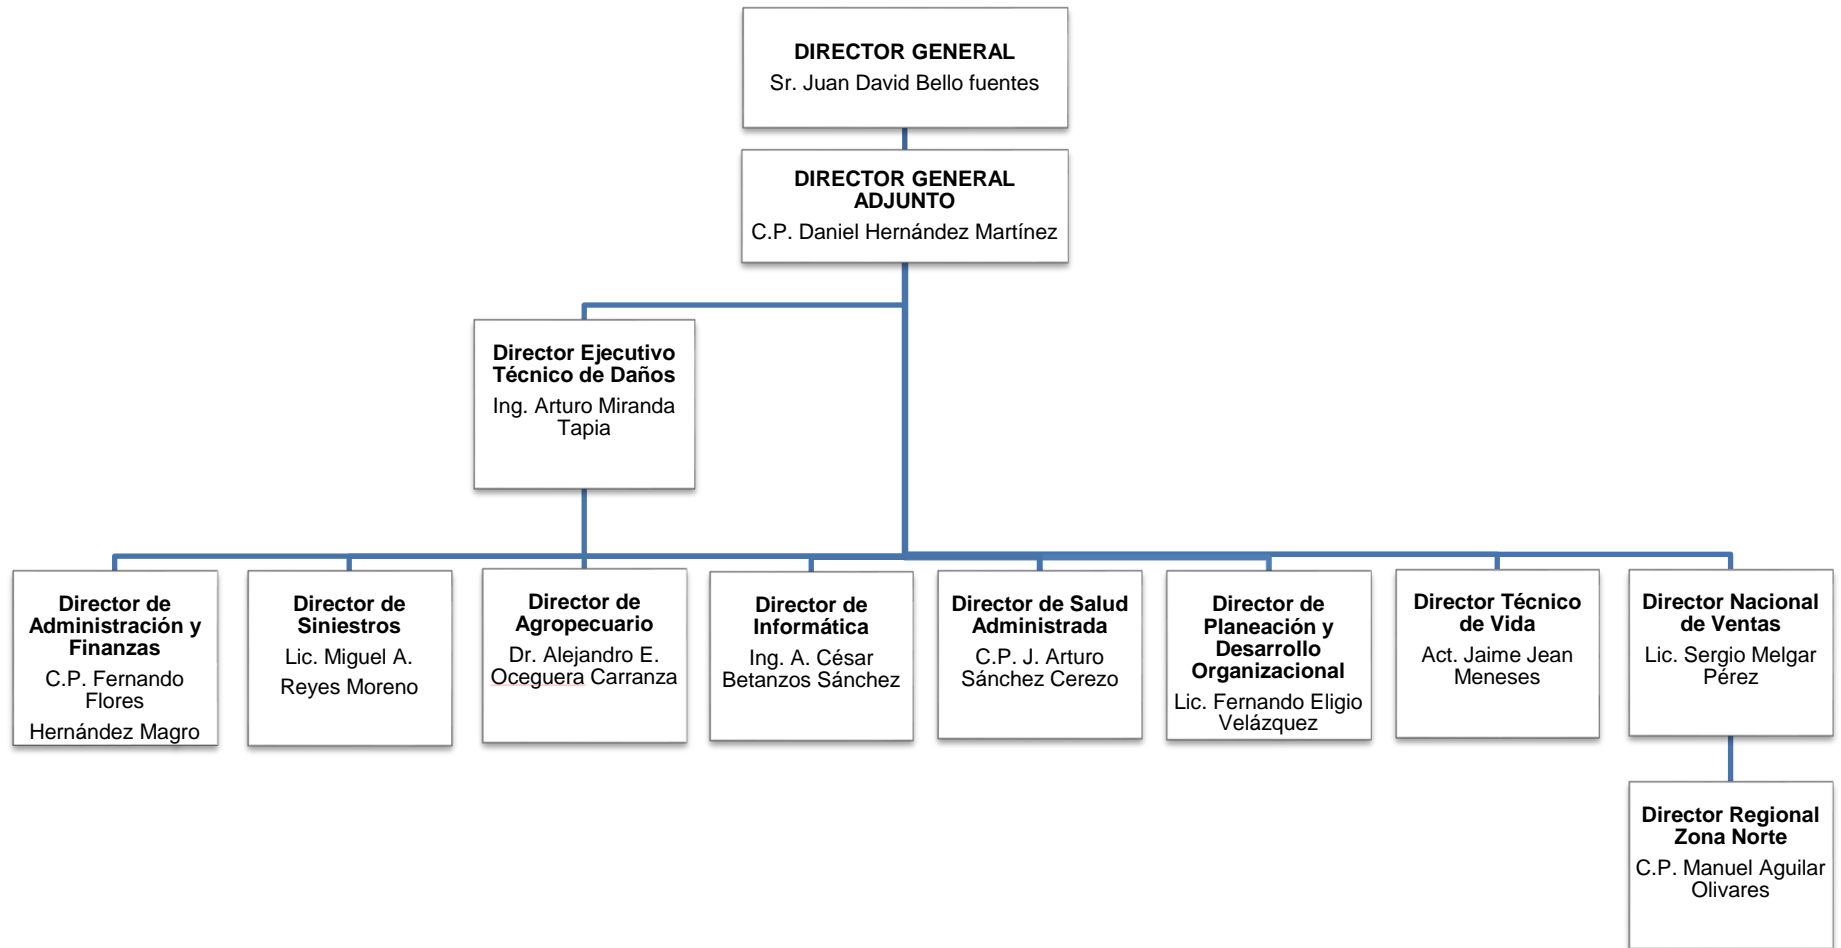 DIRECTOR GENERAL
Sr. Juan David Bello fuentes
DIRECTOR GENERAL
ADJUNTO
C.P. Daniel Hernández Martínez
Director Ejecutivo
Técnico de Daños
Ing. Arturo Miranda
Tapia
Director de
Administración y
Finanzas
C.P. Fernando
Flores
Hernández Magro
Director de
Siniestros
Lic. Miguel A.
Reyes Moreno
Director de
Agropecuario
Dr. Alejandro E.
Oceguera Carranza
Director de
Informática
Ing. A. César
Betanzos Sánchez
Director de Salud
Administrada
C.P. J. Arturo
Sánchez Cerezo
Director de
Planeación y
Desarrollo
Organizacional
Lic. Fernando Eligio
Velázquez
Director Técnico
de Vida
Act. Jaime Jean
Meneses
Director Nacional
de Ventas
Lic. Sergio Melgar
Pérez
Director Regional
Zona Norte
C.P. Manuel Aguilar
Olivares